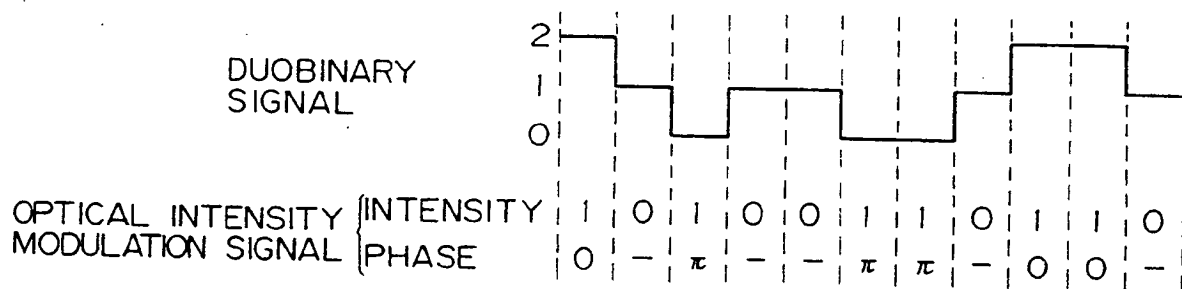 2
DUOBINARY
SIGNAL
1
0
OPTICAL INTENSITY
MODULATION SIGNAL
INTENSITY 1 0 1 0 0 1 1 0 1 1 0
PHASE 0 – π – – π π – 0 0 –